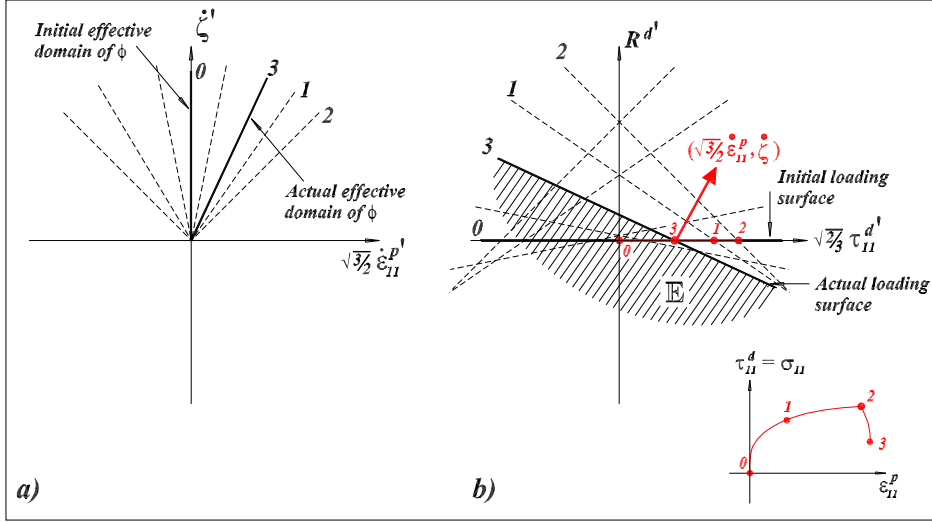 ζ̇'
Initial effective
domain of ϕ
0
3
1
2
Actual effective
domain of ϕ
√3/2 ε̇₁₁ᵖ'
a)
R^d'
2
1
3
(√3/2 ε̇₁₁ᵖ, ζ̇)
Initial loading
surface
0
0
3
1
2
√2/3 τ₁₁^d'
𝔼
Actual loading
surface
τ₁₁^d = σ₁₁
1
2
3
0
ε₁₁ᵖ
b)